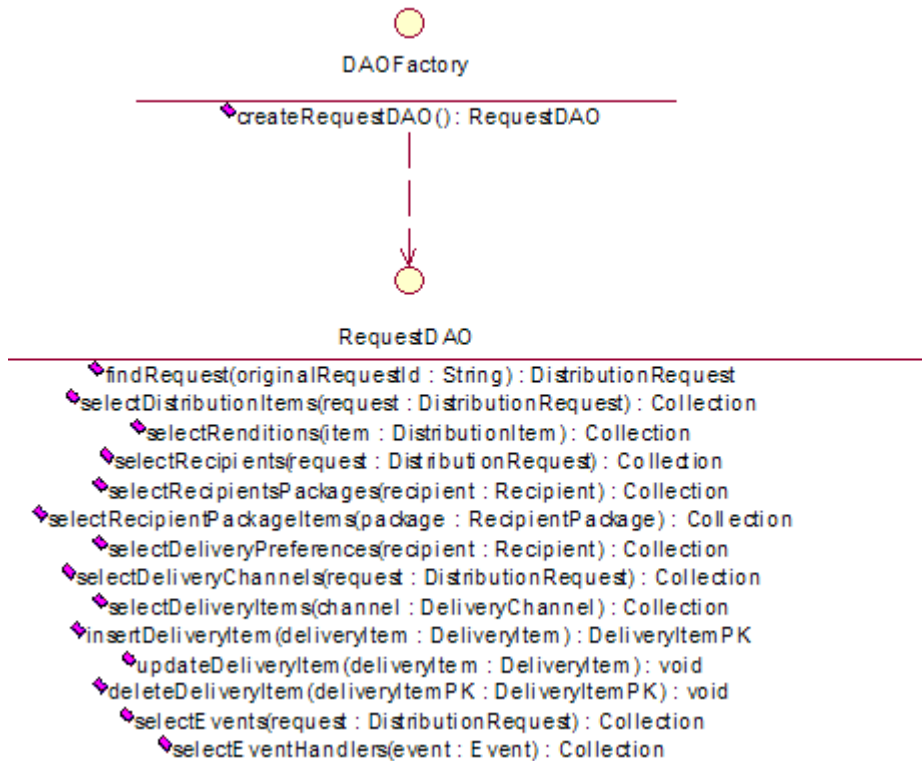 DAOFactory
createRequestDAO() : RequestDAO
RequestDAO
findRequest(originalRequestId : String) : DistributionRequest
selectDistributionItems(request : DistributionRequest) : Collection
selectRenditions(item : DistributionItem) : Collection
selectRecipients(request : DistributionRequest) : Collection
selectRecipientsPackages(recipient : Recipient) : Collection
selectRecipientPackageItems(package : RecipientPackage) : Collection
selectDeliveryPreferences(recipient : Recipient) : Collection
selectDeliveryChannels(request : DistributionRequest) : Collection
selectDeliveryItems(channel : DeliveryChannel) : Collection
insertDeliveryItem(deliveryItem : DeliveryItem) : DeliveryItemPK
updateDeliveryItem(deliveryItem : DeliveryItem) : void
deleteDeliveryItem(deliveryItemPK : DeliveryItemPK) : void
selectEvents(request : DistributionRequest) : Collection
selectEventHandlers(event : Event) : Collection